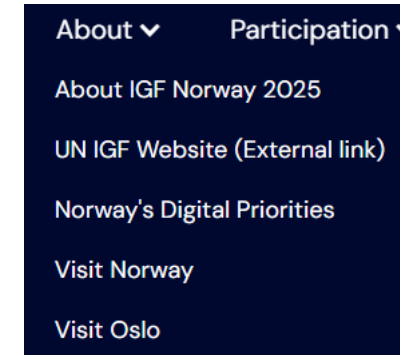 About Participation
About IGF Norway 2025
UN IGF Website (External link)
Norway's Digital Priorities
Visit Norway
Visit Oslo